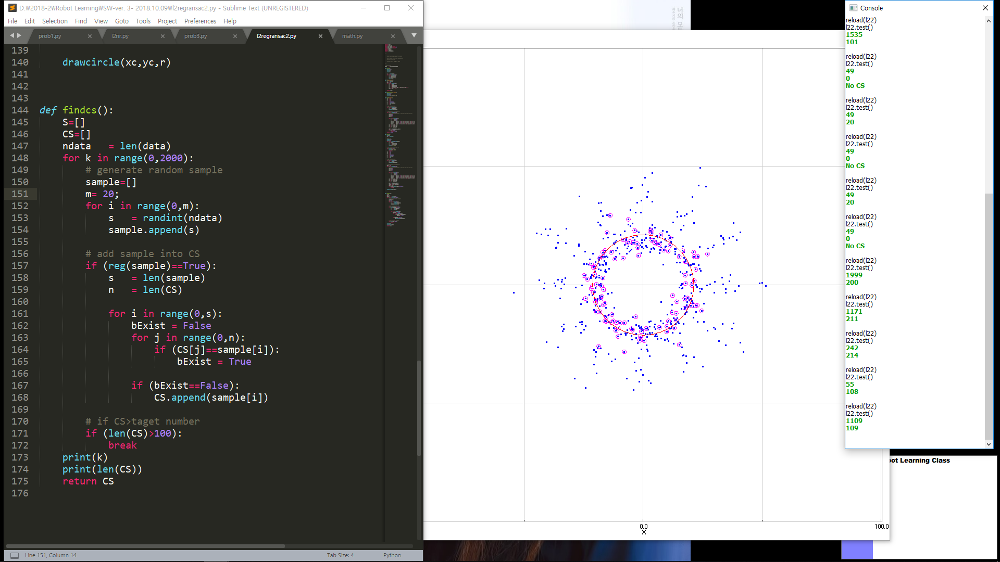 D:\2018-2\Robot Learning\SW-ver. 3- 2018.10.09\l2regransac2.py - Sublime Text (UNREGISTERED)
File Edit Selection Find View Goto Tools Project Preferences Help
prob1.py l2nr.py prob3.py l2regransac2.py math.py
139
140 drawcircle(xc,yc,r)
141
142
143
144 def findcs():
145 S=[]
146 CS=[]
147 ndata = len(data)
148 for k in range(0,2000):
149 # generate random sample
150 sample=[]
151 m= 20;
152 for i in range(0,m):
153 s = randint(ndata)
154 sample.append(s)
155
156 # add sample into CS
157 if (reg(sample)==True):
158 s = len(sample)
159 n = len(CS)
160
161 for i in range(0,s):
162 bExist = False
163 for j in range(0,n):
164 if (CS[j]==sample[i]):
165 bExist = True
166
167 if (bExist==False):
168 CS.append(sample[i])
169
170 # if CS>taget number
171 if (len(CS)>100):
172 break
173 print(k)
174 print(len(CS))
175 return CS
176
Line 151, Column 14 Tab Size: 4 Python
0.0
X
100.0
Console
reload(l22)
l22.test()
1535
101
reload(l22)
l22.test()
49
0
No CS
reload(l22)
l22.test()
49
20
reload(l22)
l22.test()
49
0
No CS
reload(l22)
l22.test()
49
20
reload(l22)
l22.test()
49
0
No CS
reload(l22)
l22.test()
1999
200
reload(l22)
l22.test()
1171
211
reload(l22)
l22.test()
242
214
reload(l22)
l22.test()
55
108
reload(l22)
l22.test()
1109
109
bot Learning Class